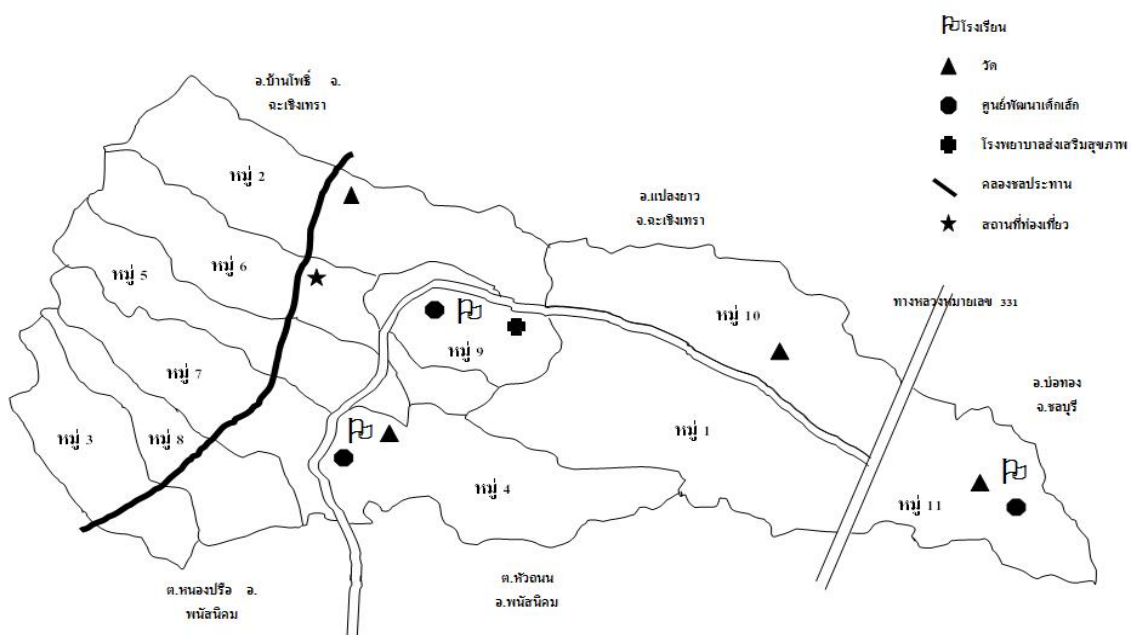 โรงเรียน
อ.บ้านโพธิ์ จ.
ฉะเชิงเทรา
วัด
ศูนย์พัฒนาเด็กเล็ก
โรงพยาบาลส่งเสริมสุขภาพ
หมู่ 2
คลองชลประทาน
อ.แปลงยาว
จ.ฉะเชิงเทรา
สถานที่ท่องเที่ยว
หมู่ 5
หมู่ 6
ทางหลวงหมายเลข 331
หมู่ 10
หมู่ 9
หมู่ 7
อ.บ่อทอง
จ.ชลบุรี
หมู่ 3
หมู่ 8
หมู่ 1
หมู่ 4
หมู่ 11
ต.หนองปรือ อ.
พนัสนิคม
ต.หัวถนน
อ.พนัสนิคม